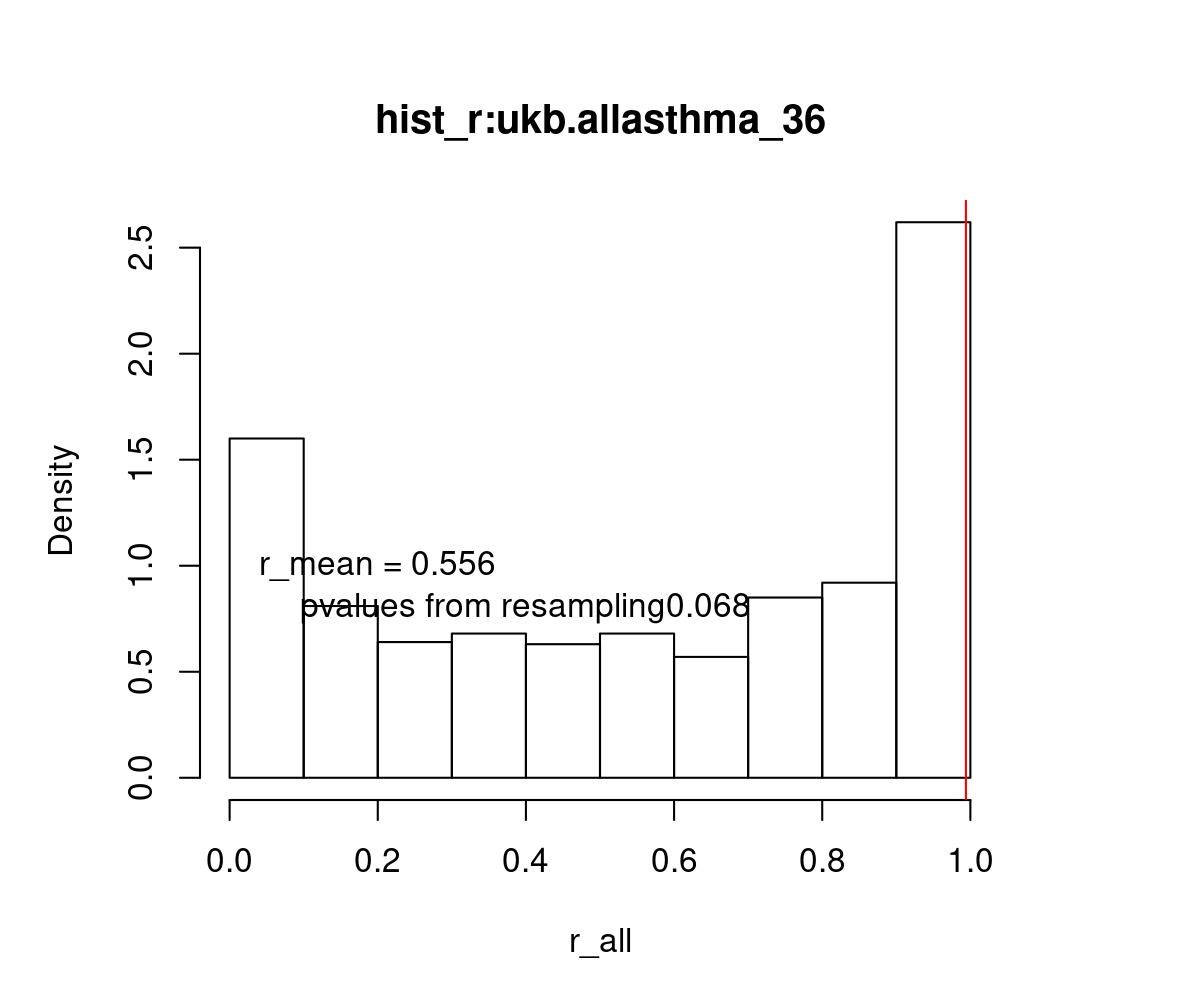 hist_r:ukb.allasthma_36
2.5
2.0
1.5
1.0
0.5
0.0
Density
r_mean = 0.556
pvalues from resampling0.068
0.0 0.2 0.4 0.6 0.8 1.0
r_all